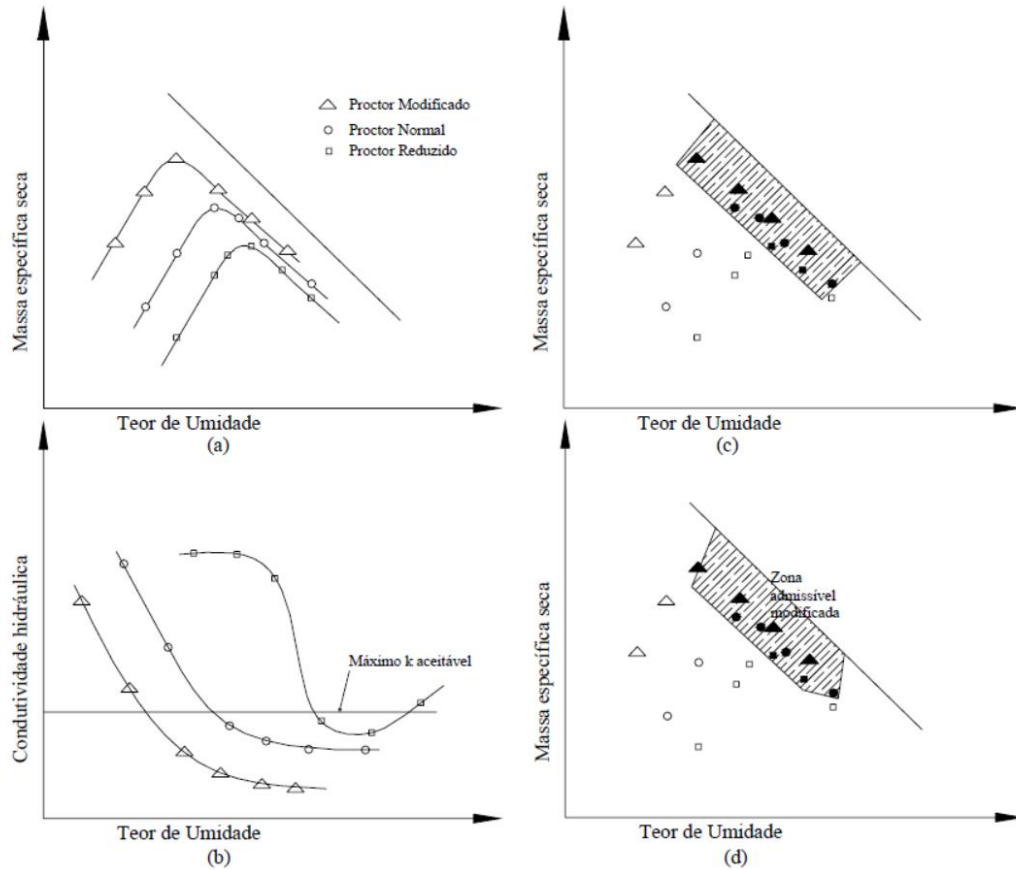 Massa específica seca
Proctor Modificado
Proctor Normal
Proctor Reduzido
Teor de Umidade
(a)
Massa específica seca
Teor de Umidade
(c)
Condutividade hidráulica
Máximo k aceitável
Teor de Umidade
(b)
Massa específica seca
Zona
admissível
modificada
Teor de Umidade
(d)